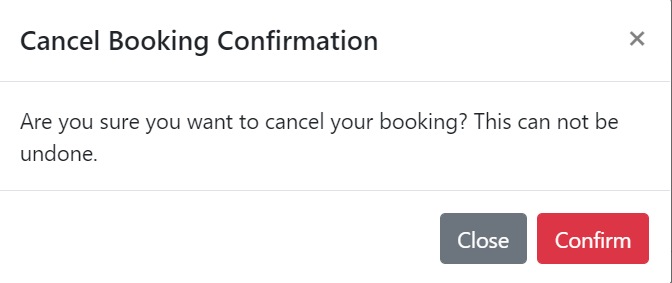 Cancel Booking Confirmation
×
Are you sure you want to cancel your booking? This can not be
undone.
Close
Confirm